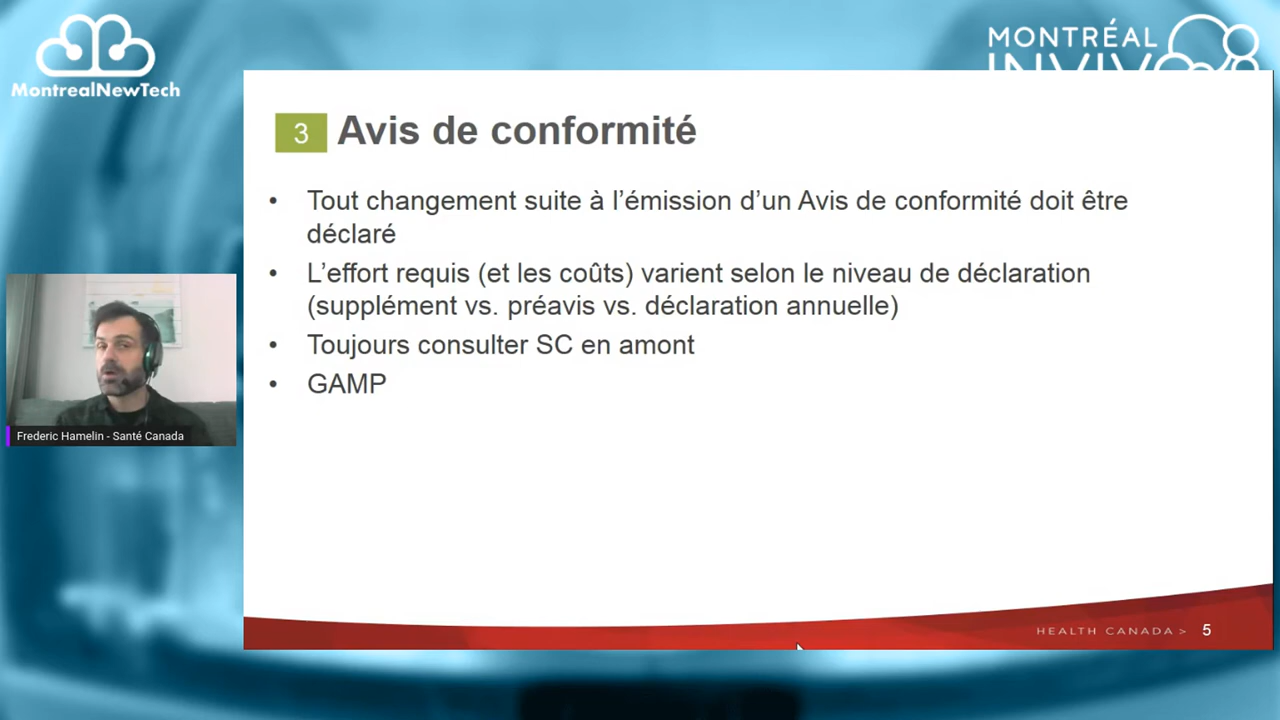 MontrealNewTech
MONTRÉAL
INVIVO
3 Avis de conformité
• Tout changement suite à l’émission d’un Avis de conformité doit être
déclaré
• L’effort requis (et les coûts) varient selon le niveau de déclaration
(supplément vs. préavis vs. déclaration annuelle)
• Toujours consulter SC en amont
• GAMP
Frederic Hamelin - Santé Canada
HEALTH CANADA > 5